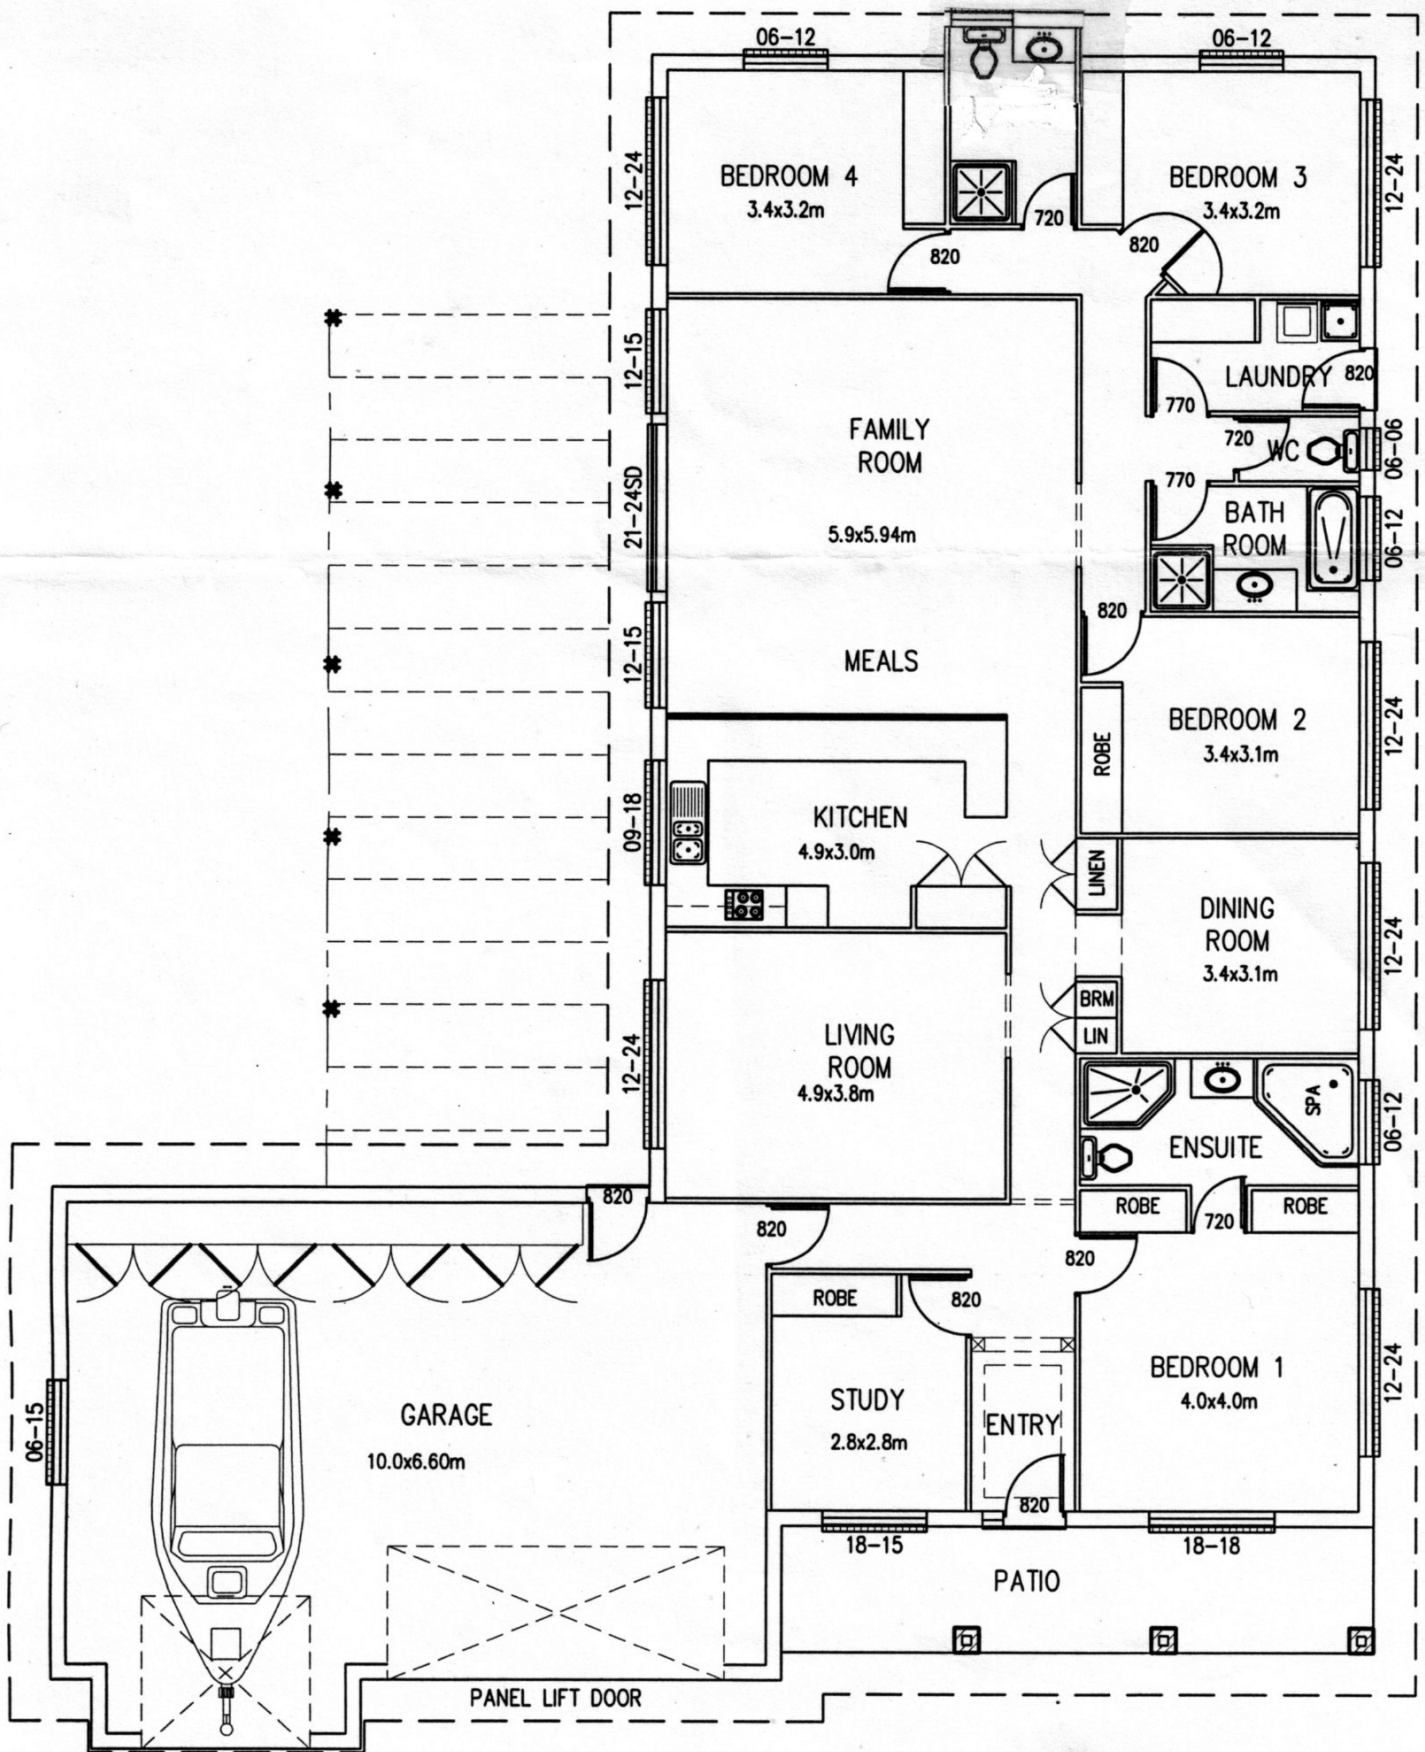 06-12
06-12
12-24
BEDROOM 4
3.4x3.2m
820
720
820
BEDROOM 3
3.4x3.2m
12-24
12-15
21-24SD
12-15
FAMILY
ROOM
5.9x5.94m
MEALS
LAUNDRY
820
770
720
WC
06-06
770
BATH
ROOM
06-12
820
ROBE
BEDROOM 2
3.4x3.1m
12-24
09-18
KITCHEN
4.9x3.0m
LINEN
DINING
ROOM
3.4x3.1m
12-24
BRM
LIN
12-24
LIVING
ROOM
4.9x3.8m
SPA
ENSUITE
06-12
ROBE
720
ROBE
820
820
820
ROBE
820
06-15
GARAGE
10.0x6.60m
STUDY
2.8x2.8m
ENTRY
820
BEDROOM 1
4.0x4.0m
12-24
18-15
18-18
PATIO
PANEL LIFT DOOR